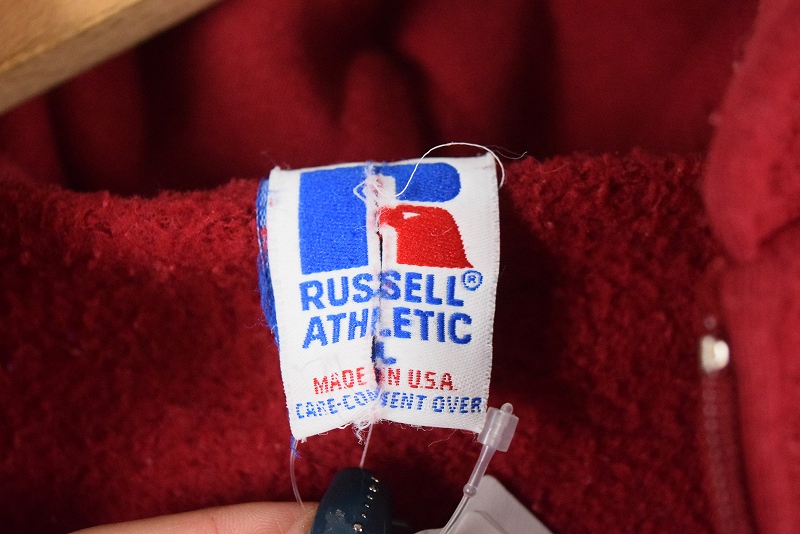 RUSSELL®
ATHLETIC
L
MADE IN U.S.A.
CARE-CONTENT OVER